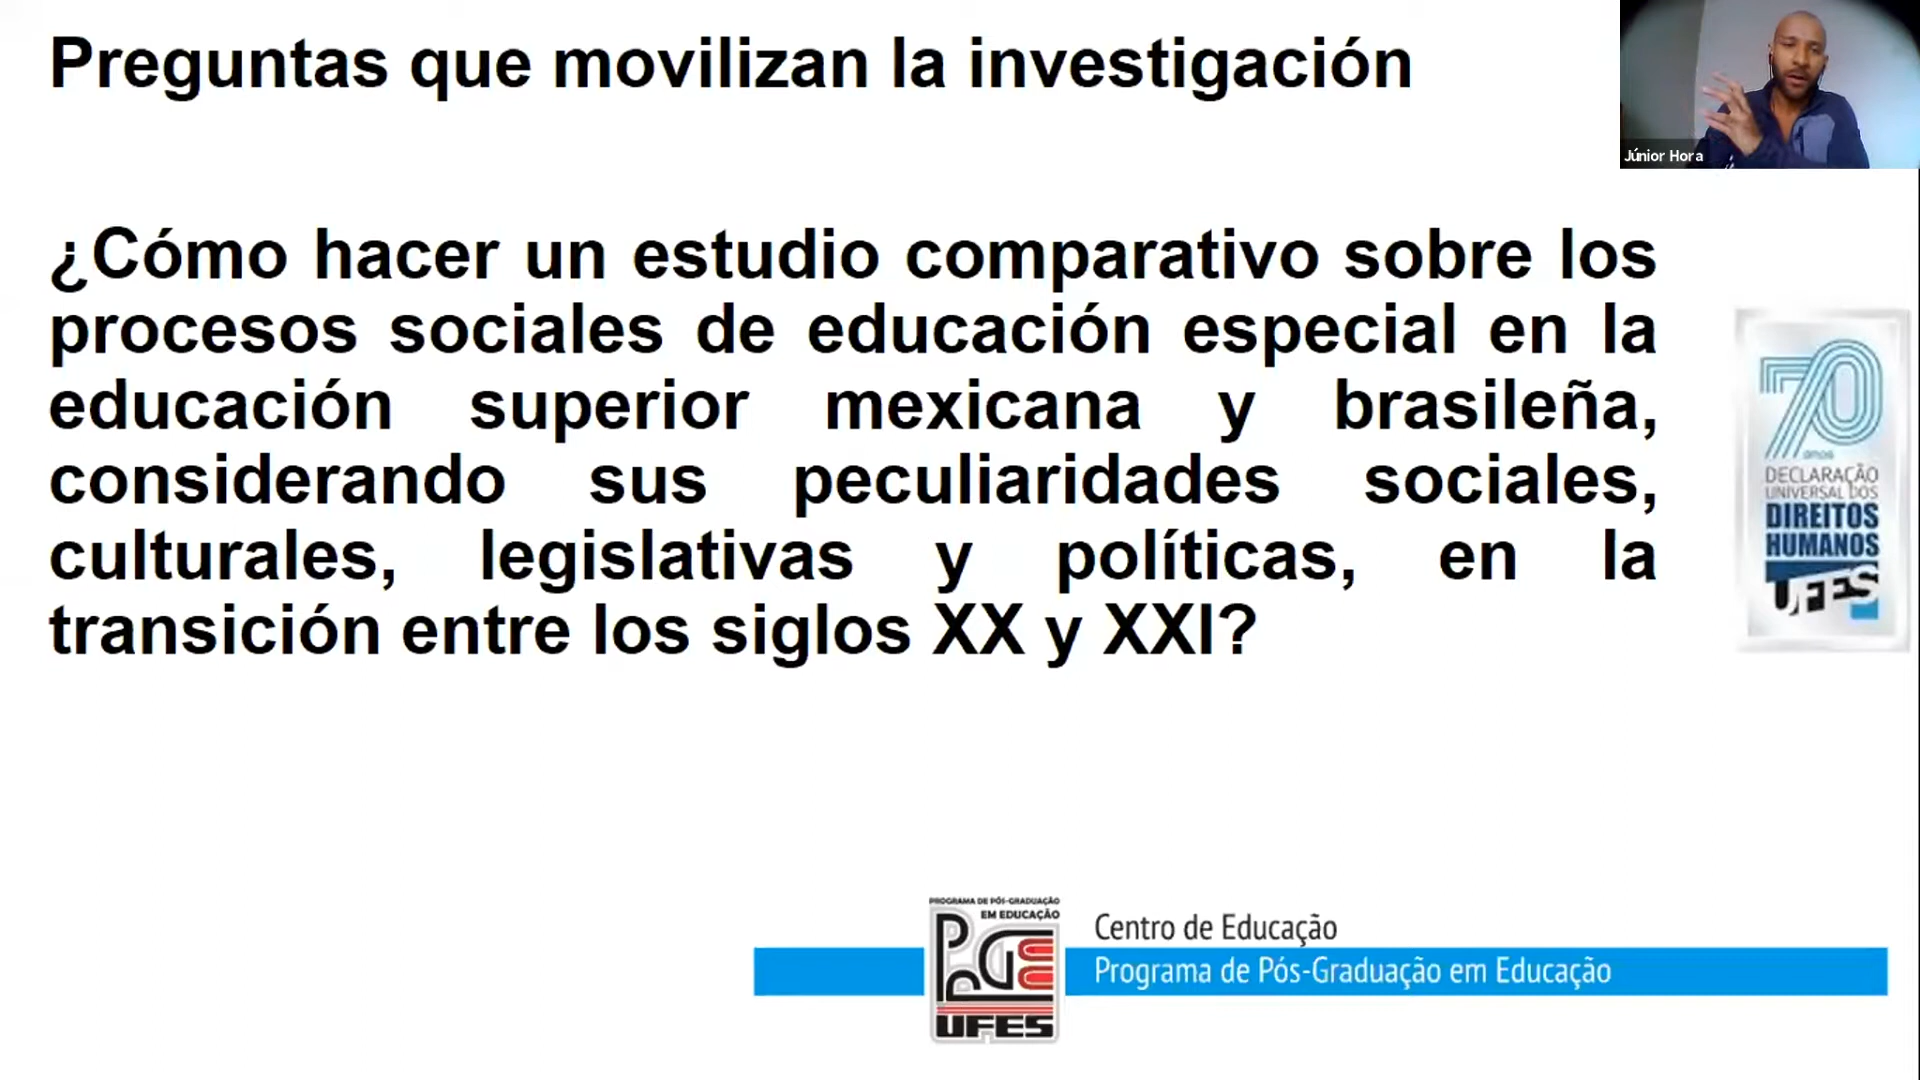 Preguntas que movilizan la investigación
Júnior Hora
¿Cómo hacer un estudio comparativo sobre los
procesos sociales de educación especial en la
educación superior mexicana y brasileña,
considerando sus peculiaridades sociales,
culturales, legislativas y políticas, en la
transición entre los siglos XX y XXI?
70
anos
DECLARAÇÃO
UNIVERSAL DOS
DIREITOS
HUMANOS
UFES
PROGRAMA DE PÓS-GRADUAÇÃO
EM EDUCAÇÃO
PPGE
UFES
Centro de Educação
Programa de Pós-Graduação em Educação